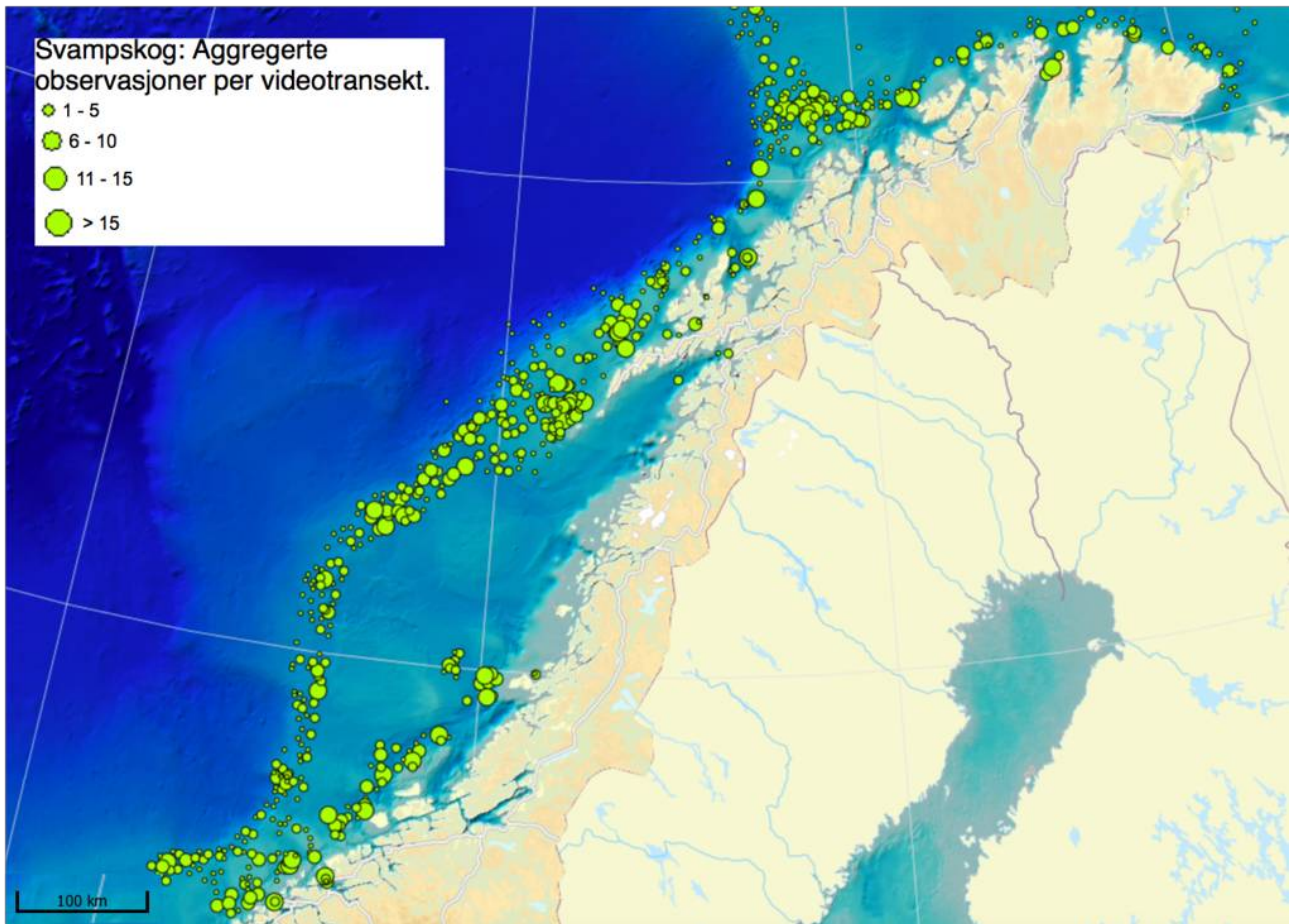 Svampskog: Aggregerte
observasjoner per videotransekt.
1 - 5
6 - 10
11 - 15
> 15
100 km